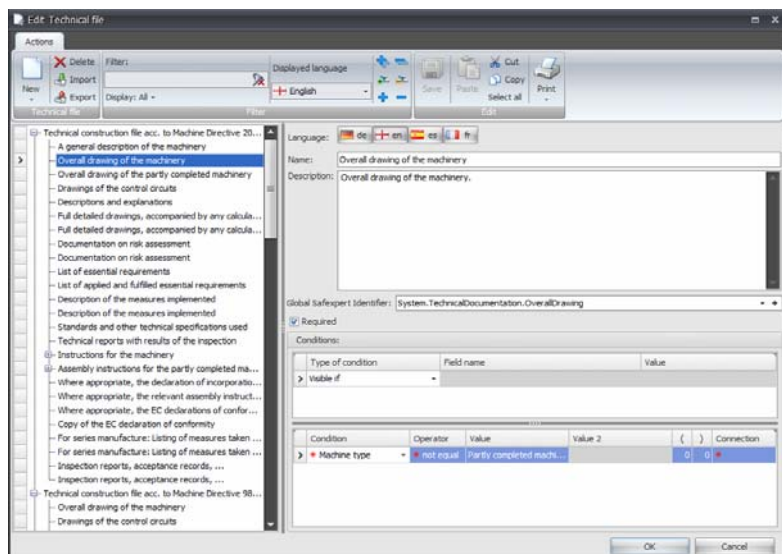 Edit Technical file
Actions
New
Delete
Import
Export
Technical file
Filter:
Display: All
Filter
Displayed language
English
Save
Paste
Cut
Copy
Select all
Edit
Print
Technical construction file acc. to Machine Directive 20...
A general description of the machinery
Overall drawing of the machinery
Overall drawing of the partly completed machinery
Drawings of the control circuits
Descriptions and explanations
Full detailed drawings, accompanied by any calcula...
Full detailed drawings, accompanied by any calcula...
Documentation on risk assessment
Documentation on risk assessment
List of essential requirements
List of applied and fulfilled essential requirements
Description of the measures implemented
Description of the measures implemented
Standards and other technical specifications used
Technical reports with results of the inspection
Instructions for the machinery
Assembly instructions for the partly completed ma...
Where appropriate, the declaration of incorporatio...
Where appropriate, the relevant assembly instruct...
Where appropriate, the EC declarations of confor...
Copy of the EC declaration of conformity
For series manufacture: Listing of measures taken ...
For series manufacture: Listing of measures taken ...
Inspection reports, acceptance records, ...
Inspection reports, acceptance records, ...
Technical construction file acc. to Machine Directive 98...
Overall drawing of the machinery
Drawings of the control circuits
Language: de en es fr
Name: Overall drawing of the machinery
Description: Overall drawing of the machinery.
Global Safexpert Identifier: System.TechnicalDocumentation.OverallDrawing
Required
Conditions:
Type of condition Field name Value
Visible if
Condition Operator Value Value 2 ( ) Connection
Machine type not equal Partly completed machi... 0 0
OK Cancel